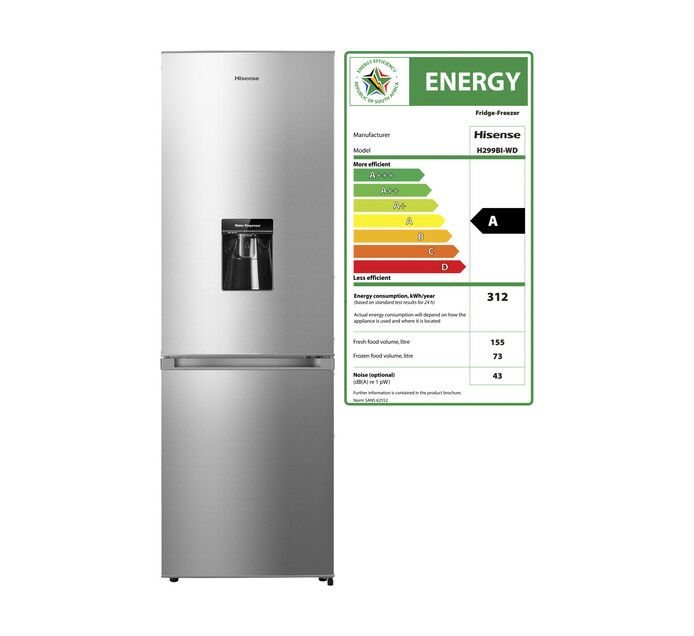 Hisense
Water Dispenser
ENERGY EFFICIENCY
REPUBLIC OF SOUTH AFRICA
ENERGY
Fridge-Freezer
Manufacturer Hisense
Model H299BI-WD
More efficient
A+++
A++
A+
A
B
C
D
A
Less efficient
Energy consumption, kWh/year 312
(based on standard test results for 24 h)
Actual energy consumption will depend on how the
appliance is used and where it is located
Fresh food volume, litre 155
Frozen food volume, litre 73
Noise (optional) 43
(dB(A) re 1 pW)
Further information is contained in the product brochure.
Norm SANS 62552